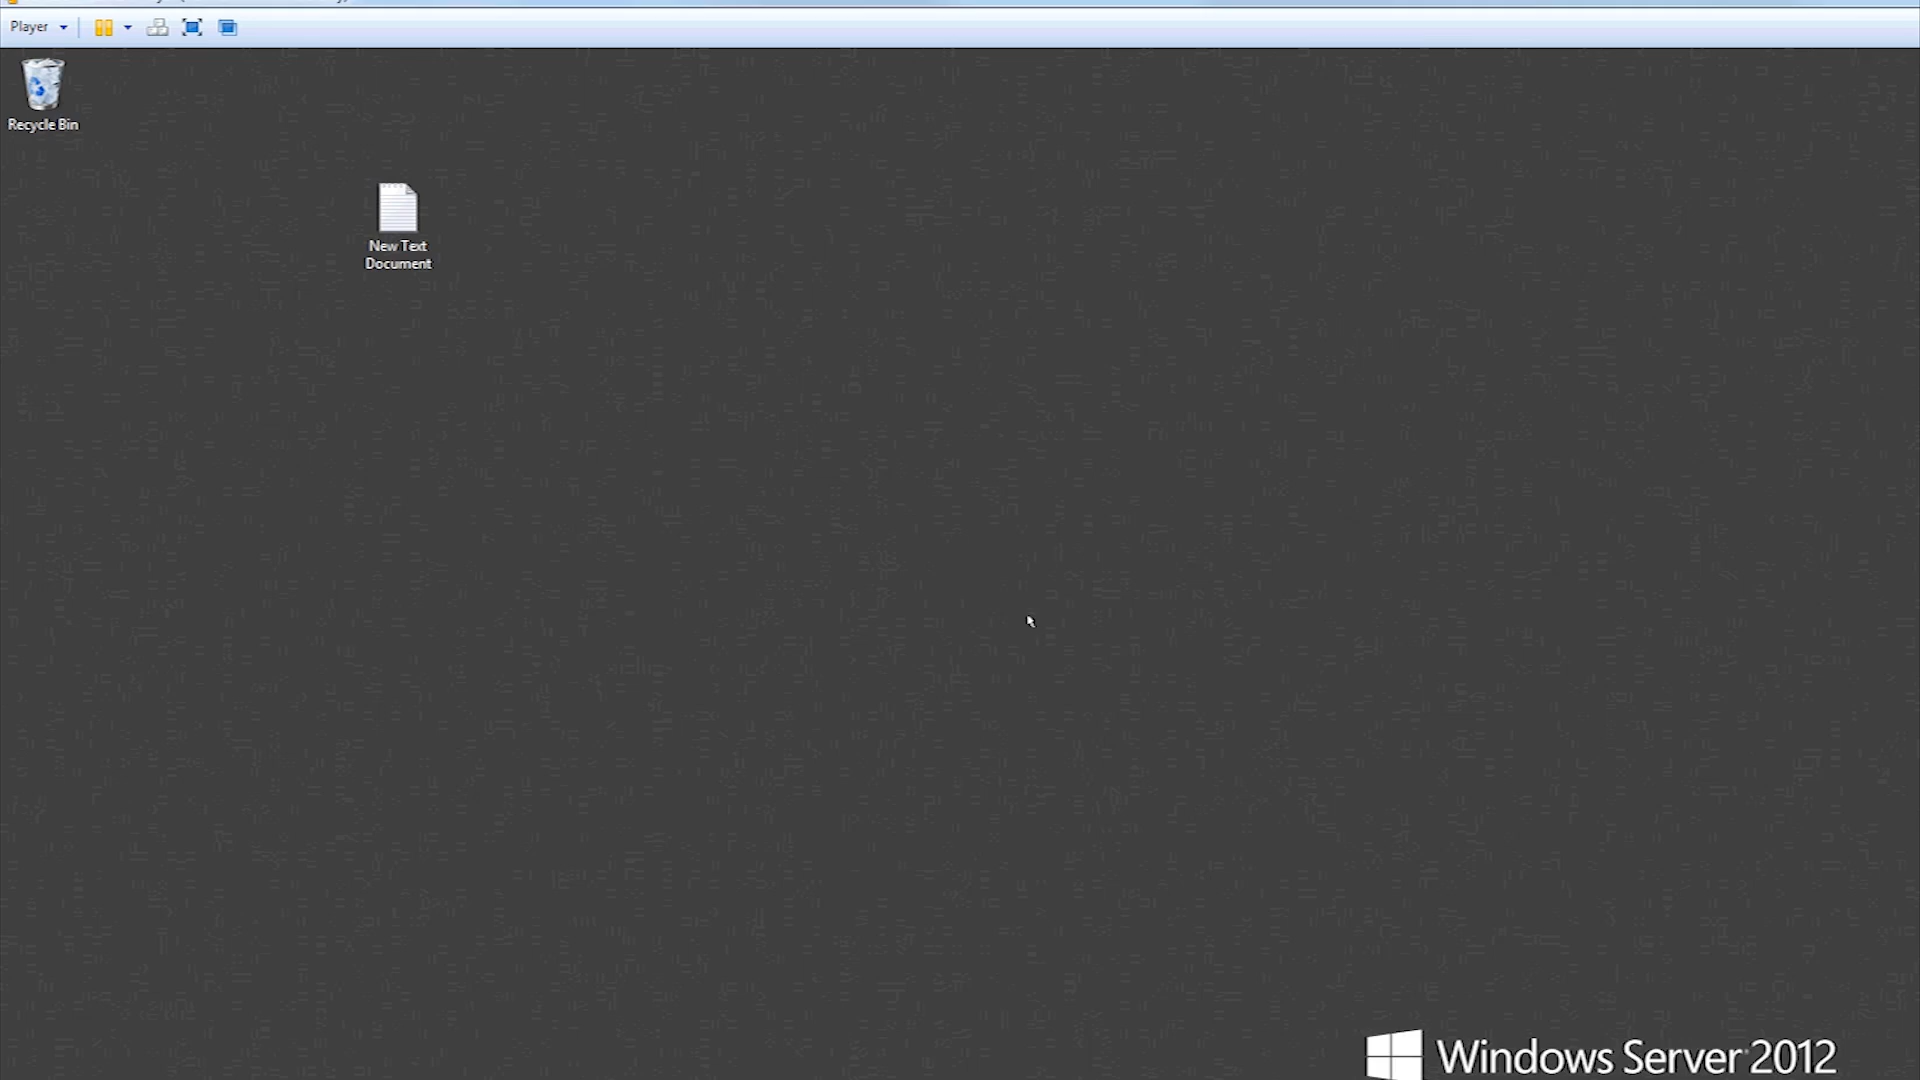 Player
Recycle Bin
New Text
Document
Windows Server 2012